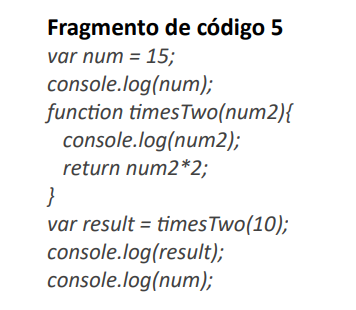 Fragmento de código 5
var num = 15;
console.log(num);
function timesTwo(num2){
console.log(num2);
return num2*2;
}
var result = timesTwo(10);
console.log(result);
console.log(num);